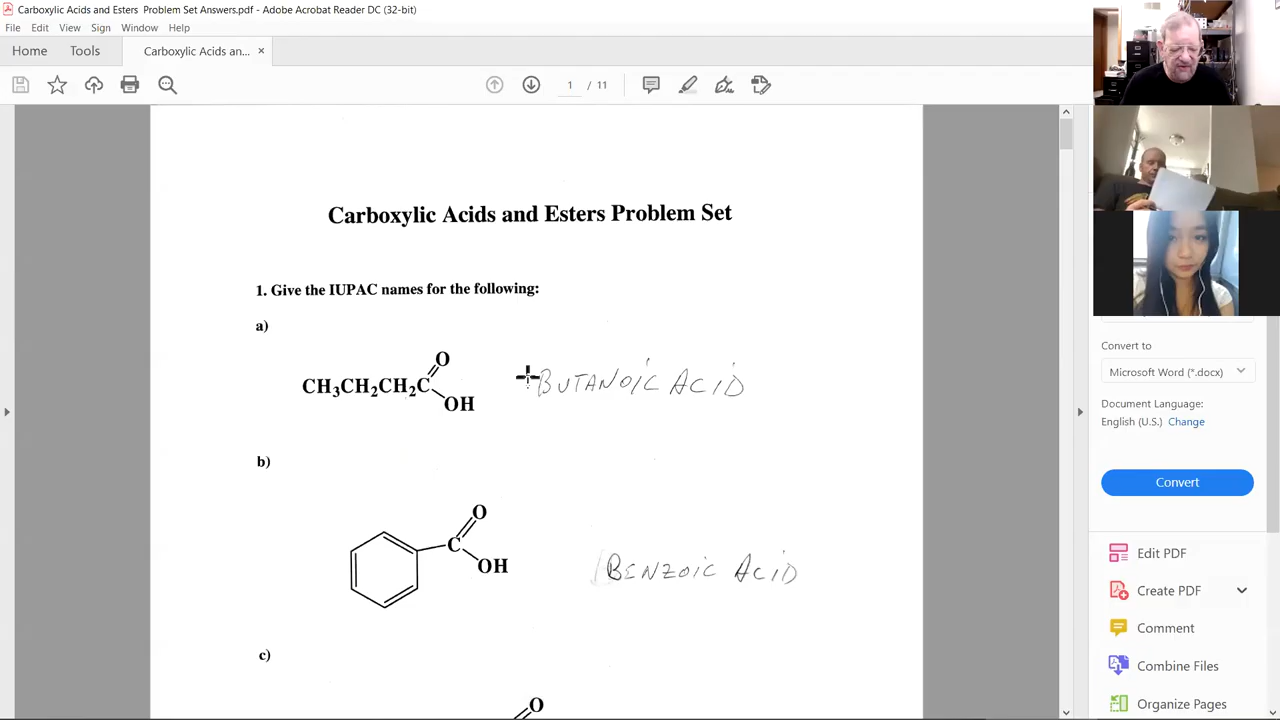 Carboxylic Acids and Esters Problem Set Answers.pdf - Adobe Acrobat Reader DC (32-bit)
File Edit View Sign Window Help
Home Tools Carboxylic Acids an... ×
1 / 11
Carboxylic Acids and Esters Problem Set
1. Give the IUPAC names for the following:
a)
O
CH3CH2CH2C
OH
BUTANOIC ACID
b)
O
C
OH
BENZOIC ACID
c)
O
Convert to
Microsoft Word (*.docx)
Document Language:
English (U.S.) Change
Convert
Edit PDF
Create PDF
Comment
Combine Files
Organize Pages